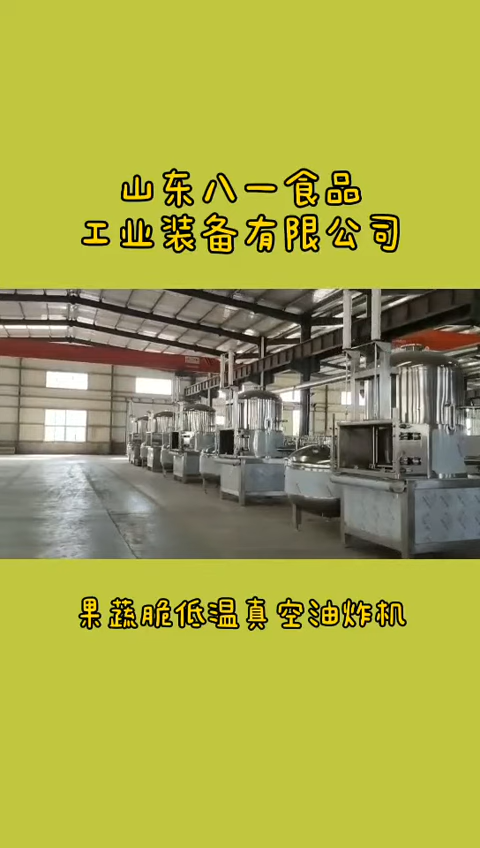 山东八一食品
工业装备有限公司
果蔬脆低温真空油炸机